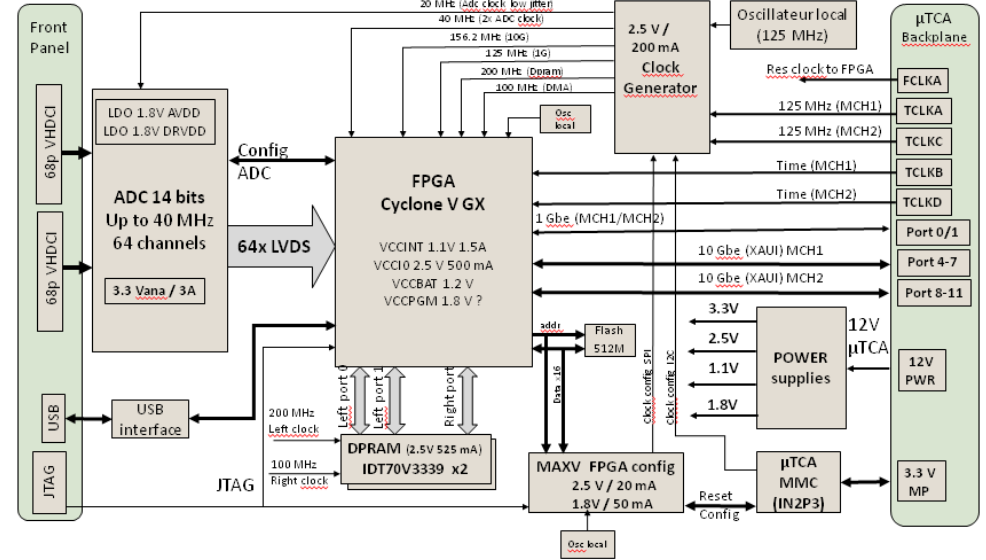 20 MHz (Adc clock low jitter)
40 MHz (2x ADC clock)
156.2 MHz (10G)
125 MHz (1G)
200 MHz (Dpram)
100 MHz (DMA)
Front
Panel
2.5 V /
200 mA
Clock
Generator
Oscillateur local
(125 MHz)
µTCA
Backplane
Res clock to FPGA
FCLKA
125 MHz (MCH1)
TCLKA
125 MHz (MCH2)
TCLKC
Time (MCH1)
TCLKB
Time (MCH2)
TCLKD
1 Gbe (MCH1/MCH2)
Port 0/1
10 Gbe (XAUI) MCH1
Port 4-7
10 Gbe (XAUI) MCH2
Port 8-11
Osc
local
68p VHDCI
68p VHDCI
LDO 1.8V AVDD
LDO 1.8V DRVDD
ADC 14 bits
Up to 40 MHz
64 channels
3.3 Vana / 3A
Config
ADC
64x LVDS
FPGA
Cyclone V GX
VCCINT 1.1V 1.5A
VCCI0 2.5 V 500 mA
VCCBAT 1.2 V
VCCPGM 1.8 V ?
addr
Flash
512M
Data x16
Clock config SPI
Clock config I2C
3.3V
2.5V
1.1V
1.8V
POWER
supplies
12V
µTCA
12V
PWR
USB
USB
interface
Left port 0
Left port 1
Right port
200 MHz
Left clock
100 MHz
Right clock
DPRAM (2.5V 525 mA)
IDT70V3339 x2
JTAG
JTAG
MAXV FPGA config
2.5 V / 20 mA
1.8V / 50 mA
Reset
Config
µTCA
MMC
(IN2P3)
3.3 V
MP
Osc local